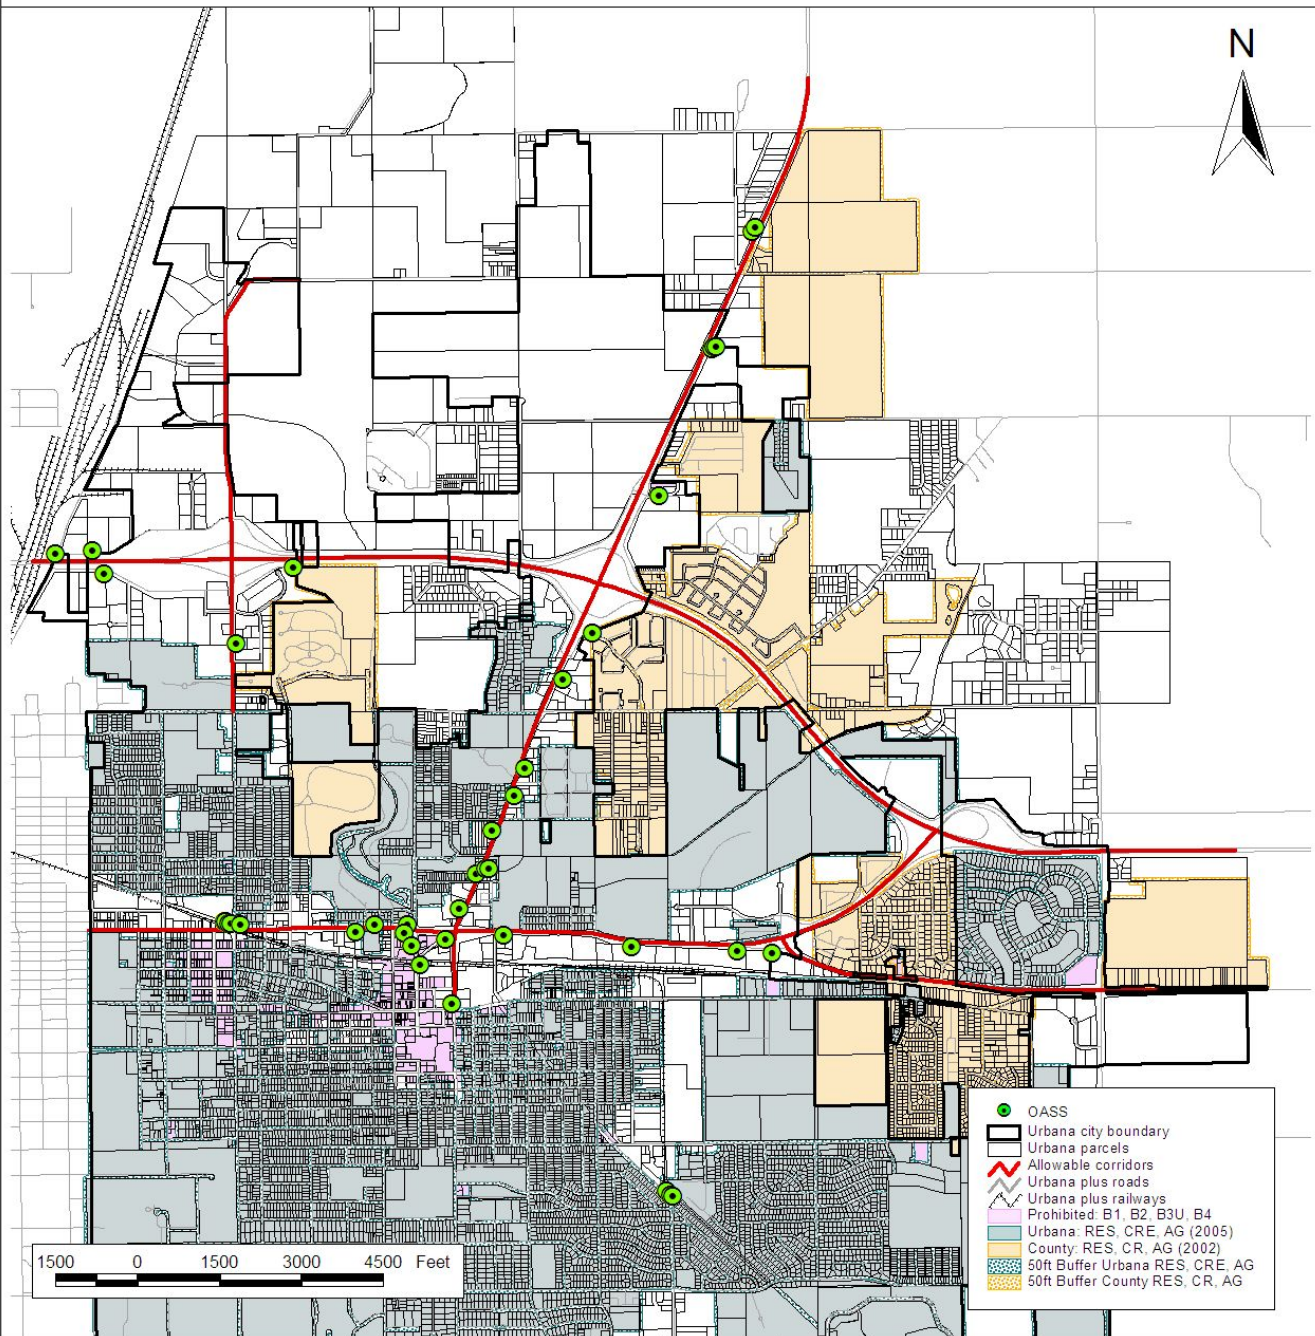 N
OASS
Urbana city boundary
Urbana parcels
Allowable corridors
Urbana plus roads
Urbana plus railways
Prohibited: B1, B2, B3U, B4
Urbana: RES, CRE, AG (2005)
County: RES, CR, AG (2002)
50ft Buffer Urbana RES, CRE, AG
50ft Buffer County RES, CR, AG
1500 0 1500 3000 4500 Feet